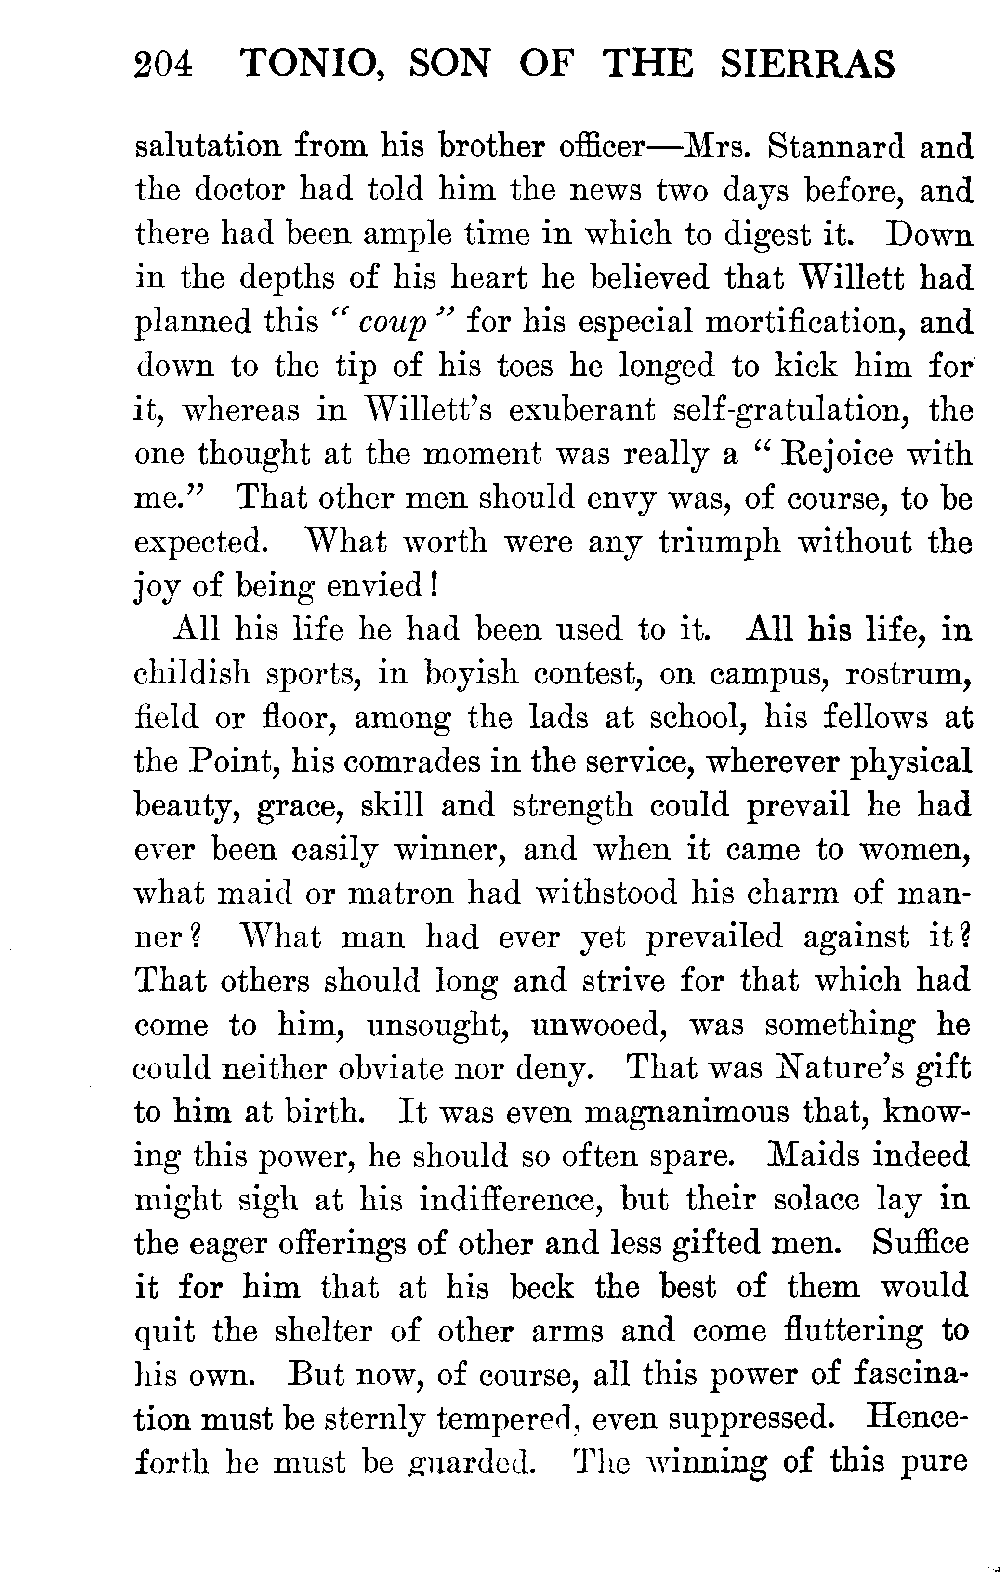 204 TONIO, SON OF THE SIERRAS
salutation from his brother officer—Mrs. Stannard and
the doctor had told him the news two days before, and
there had been ample time in which to digest it. Down
in the depths of his heart he believed that Willett had
planned this “ coup ” for his especial mortification, and
down to the tip of his toes he longed to kick him for
it, whereas in Willett’s exuberant self-gratulation, the
one thought at the moment was really a “ Rejoice with
me.” That other men should envy was, of course, to be
expected. What worth were any triumph without the
joy of being envied!
All his life he had been used to it. All his life, in
childish sports, in boyish contest, on campus, rostrum,
field or floor, among the lads at school, his fellows at
the Point, his comrades in the service, wherever physical
beauty, grace, skill and strength could prevail he had
ever been easily winner, and when it came to women,
what maid or matron had withstood his charm of man-
ner? What man had ever yet prevailed against it?
That others should long and strive for that which had
come to him, unsought, unwooed, was something he
could neither obviate nor deny. That was Nature’s gift
to him at birth. It was even magnanimous that, know-
ing this power, he should so often spare. Maids indeed
might sigh at his indifference, but their solace lay in
the eager offerings of other and less gifted men. Suffice
it for him that at his beck the best of them would
quit the shelter of other arms and come fluttering to
his own. But now, of course, all this power of fascina-
tion must be sternly tempered, even suppressed. Hence-
forth he must be guarded. The winning of this pure